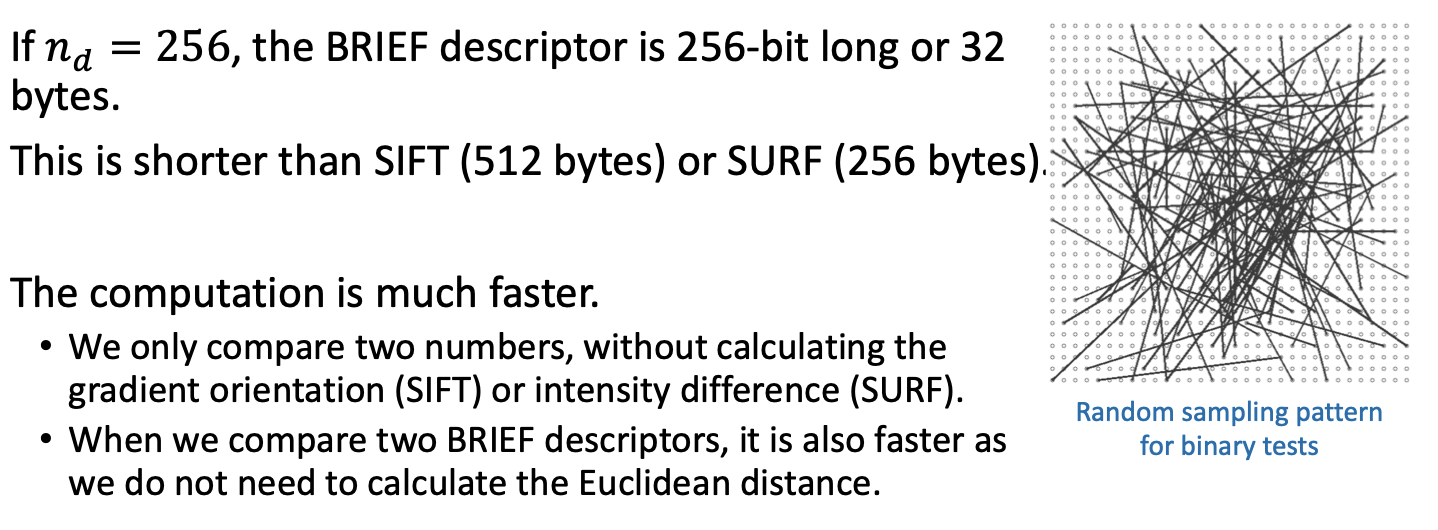 If n_d = 256, the BRIEF descriptor is 256-bit long or 32
bytes.
This is shorter than SIFT (512 bytes) or SURF (256 bytes).
The computation is much faster.
• We only compare two numbers, without calculating the
gradient orientation (SIFT) or intensity difference (SURF).
• When we compare two BRIEF descriptors, it is also faster as
we do not need to calculate the Euclidean distance.
Random sampling pattern
for binary tests